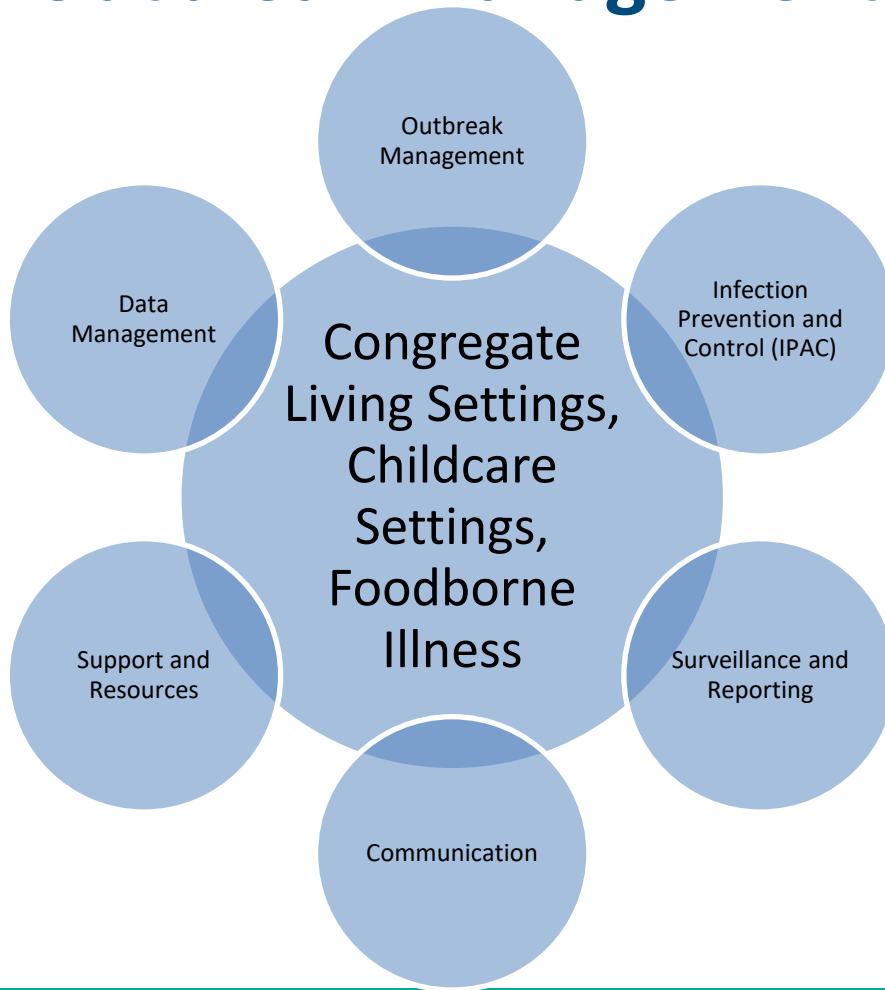 Outbreak
Management
Infection
Prevention and
Control (IPAC)
Data
Management
Congregate
Living Settings,
Childcare
Settings,
Foodborne
Illness
Surveillance and
Reporting
Support and
Resources
Communication